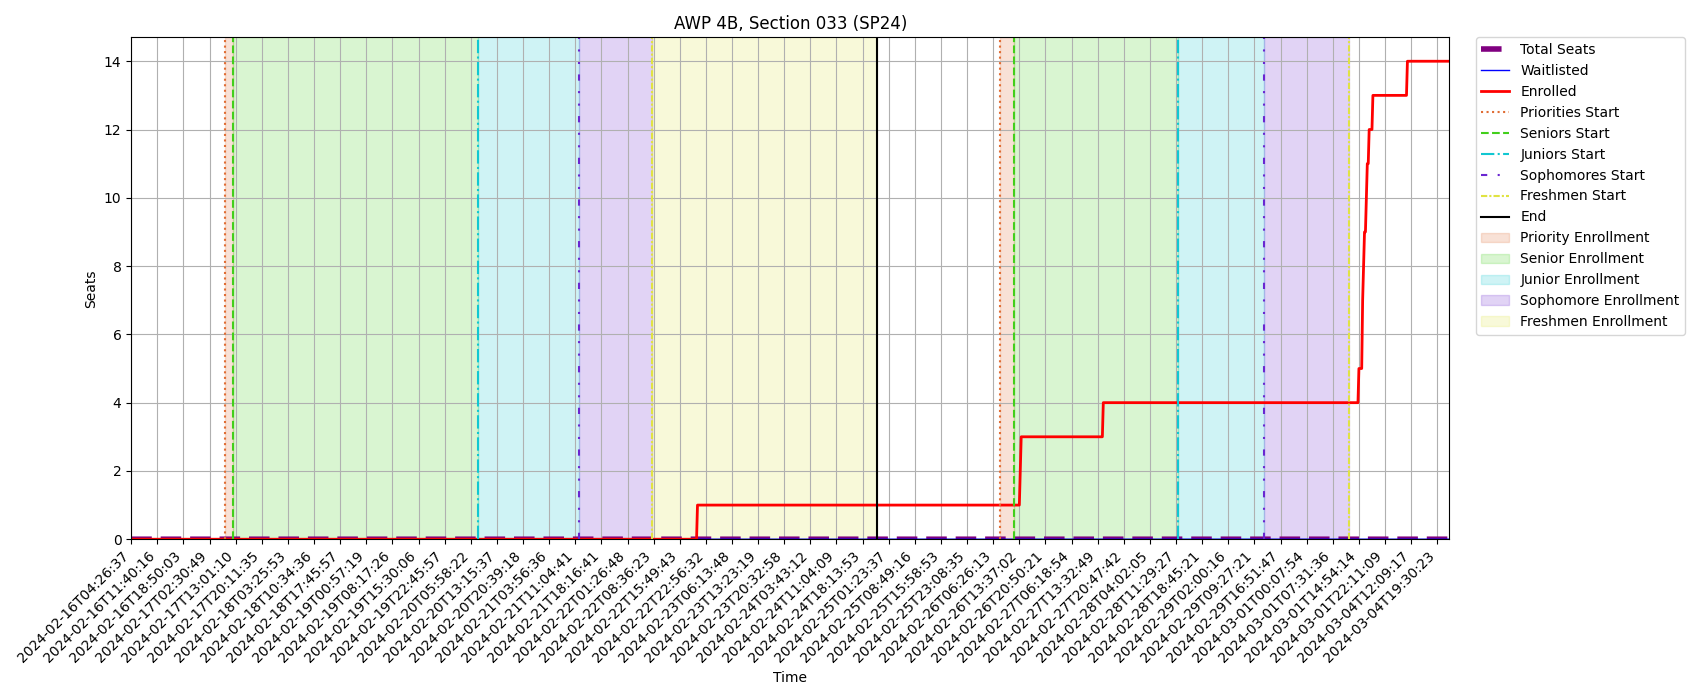 AWP 4B, Section 033 (SP24)
Seats
14
12
10
8
6
4
2
0
2024-02-16T04:26:37
2024-02-16T11:40:16
2024-02-16T18:50:03
2024-02-17T02:30:49
2024-02-17T13:01:10
2024-02-17T20:11:35
2024-02-18T03:25:53
2024-02-18T10:34:36
2024-02-18T17:45:57
2024-02-19T00:57:19
2024-02-19T08:17:26
2024-02-19T15:30:06
2024-02-19T22:45:57
2024-02-20T05:58:22
2024-02-20T13:15:37
2024-02-20T20:39:18
2024-02-21T03:56:36
2024-02-21T11:04:41
2024-02-21T18:16:41
2024-02-22T01:26:48
2024-02-22T08:36:23
2024-02-22T15:49:43
2024-02-22T22:56:32
2024-02-23T06:13:48
2024-02-23T13:23:19
2024-02-23T20:32:58
2024-02-24T03:43:12
2024-02-24T11:04:09
2024-02-24T18:13:53
2024-02-25T01:23:37
2024-02-25T08:49:16
2024-02-25T15:58:53
2024-02-25T23:08:35
2024-02-26T06:26:13
2024-02-26T13:37:02
2024-02-26T20:50:21
2024-02-27T06:18:54
2024-02-27T13:32:49
2024-02-27T20:47:42
2024-02-28T04:02:05
2024-02-28T11:29:27
2024-02-28T18:45:21
2024-02-29T02:00:16
2024-02-29T09:27:21
2024-02-29T16:51:47
2024-03-01T00:07:54
2024-03-01T07:31:36
2024-03-01T14:54:14
2024-03-01T22:11:09
2024-03-04T12:09:17
2024-03-04T19:30:23
Time
Total Seats
Waitlisted
Enrolled
Priorities Start
Seniors Start
Juniors Start
Sophomores Start
Freshmen Start
End
Priority Enrollment
Senior Enrollment
Junior Enrollment
Sophomore Enrollment
Freshmen Enrollment